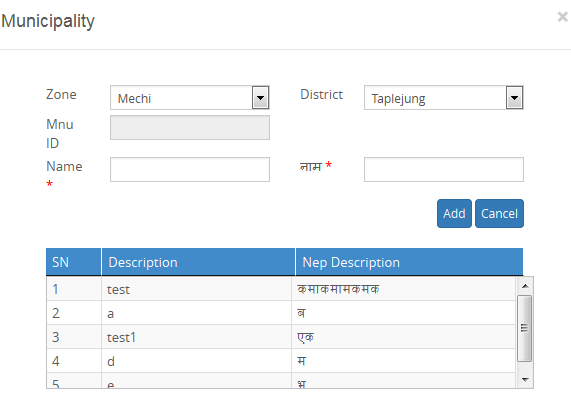 Municipality ×
Zone Mechi District Taplejung
Mnu ID
Name * नाम *
Add Cancel
SN Description Nep Description
1 test कमाकमामकमक
2 a ब
3 test1 एक
4 d म
5 e भ